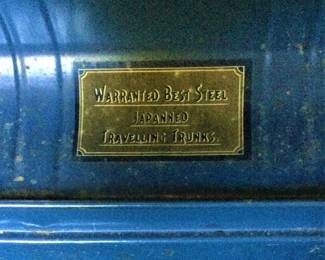 WARRANTED BEST STEEL
JAPANNED
TRAVELLING TRUNKS.